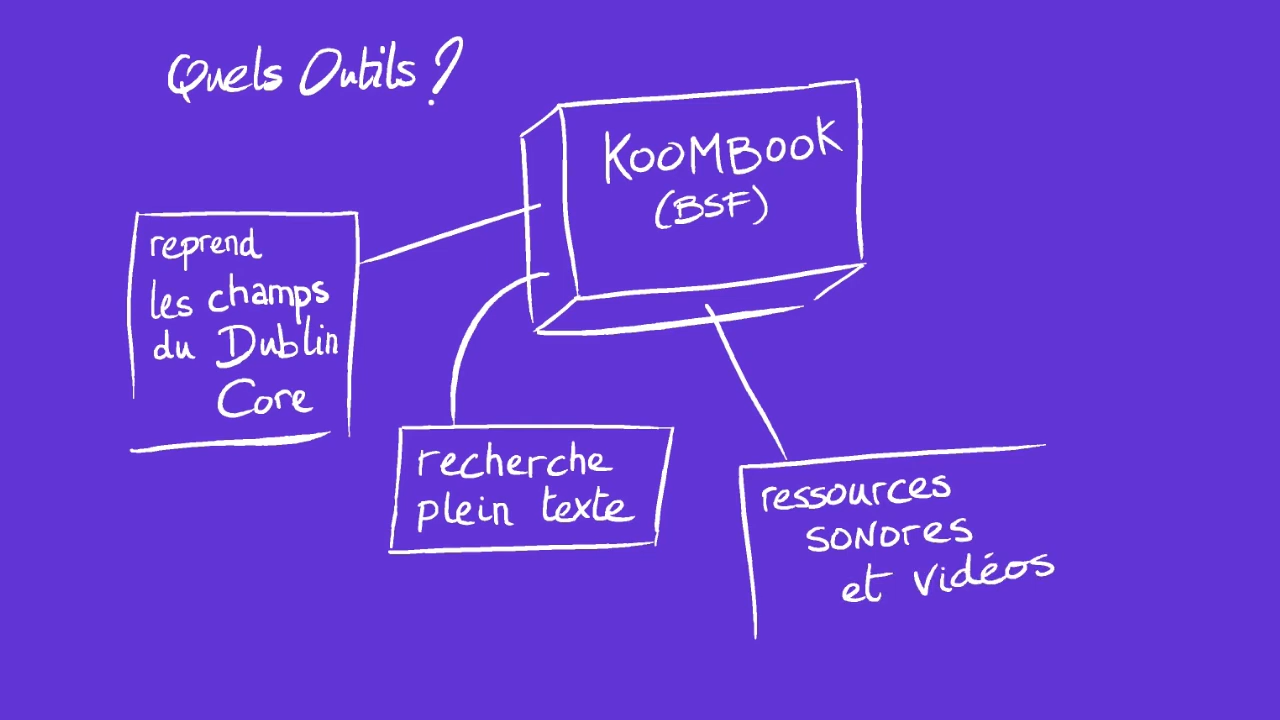 Quels Outils ?
KOOMBOOK
(BSF)
reprend
les champs
du Dublin
Core
recherche
plein texte
ressources
sonores
et vidéos